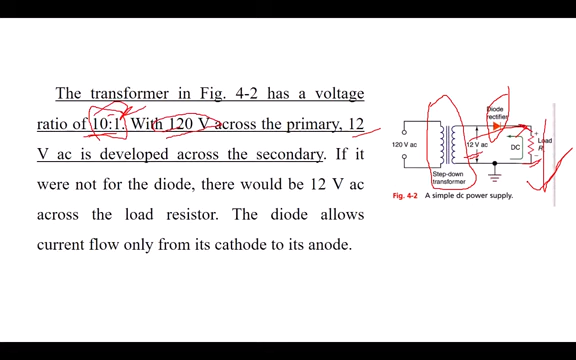 The transformer in Fig. 4-2 has a voltage
ratio of 10:1. With 120 V across the primary, 12
V ac is developed across the secondary. If it
were not for the diode, there would be 12 V ac
across the load resistor. The diode allows
current flow only from its cathode to its anode.
Diode
rectifier
120 V ac
12 V ac
DC
+
Load
R
−
Step-down
transformer
Fig. 4-2 A simple dc power supply.